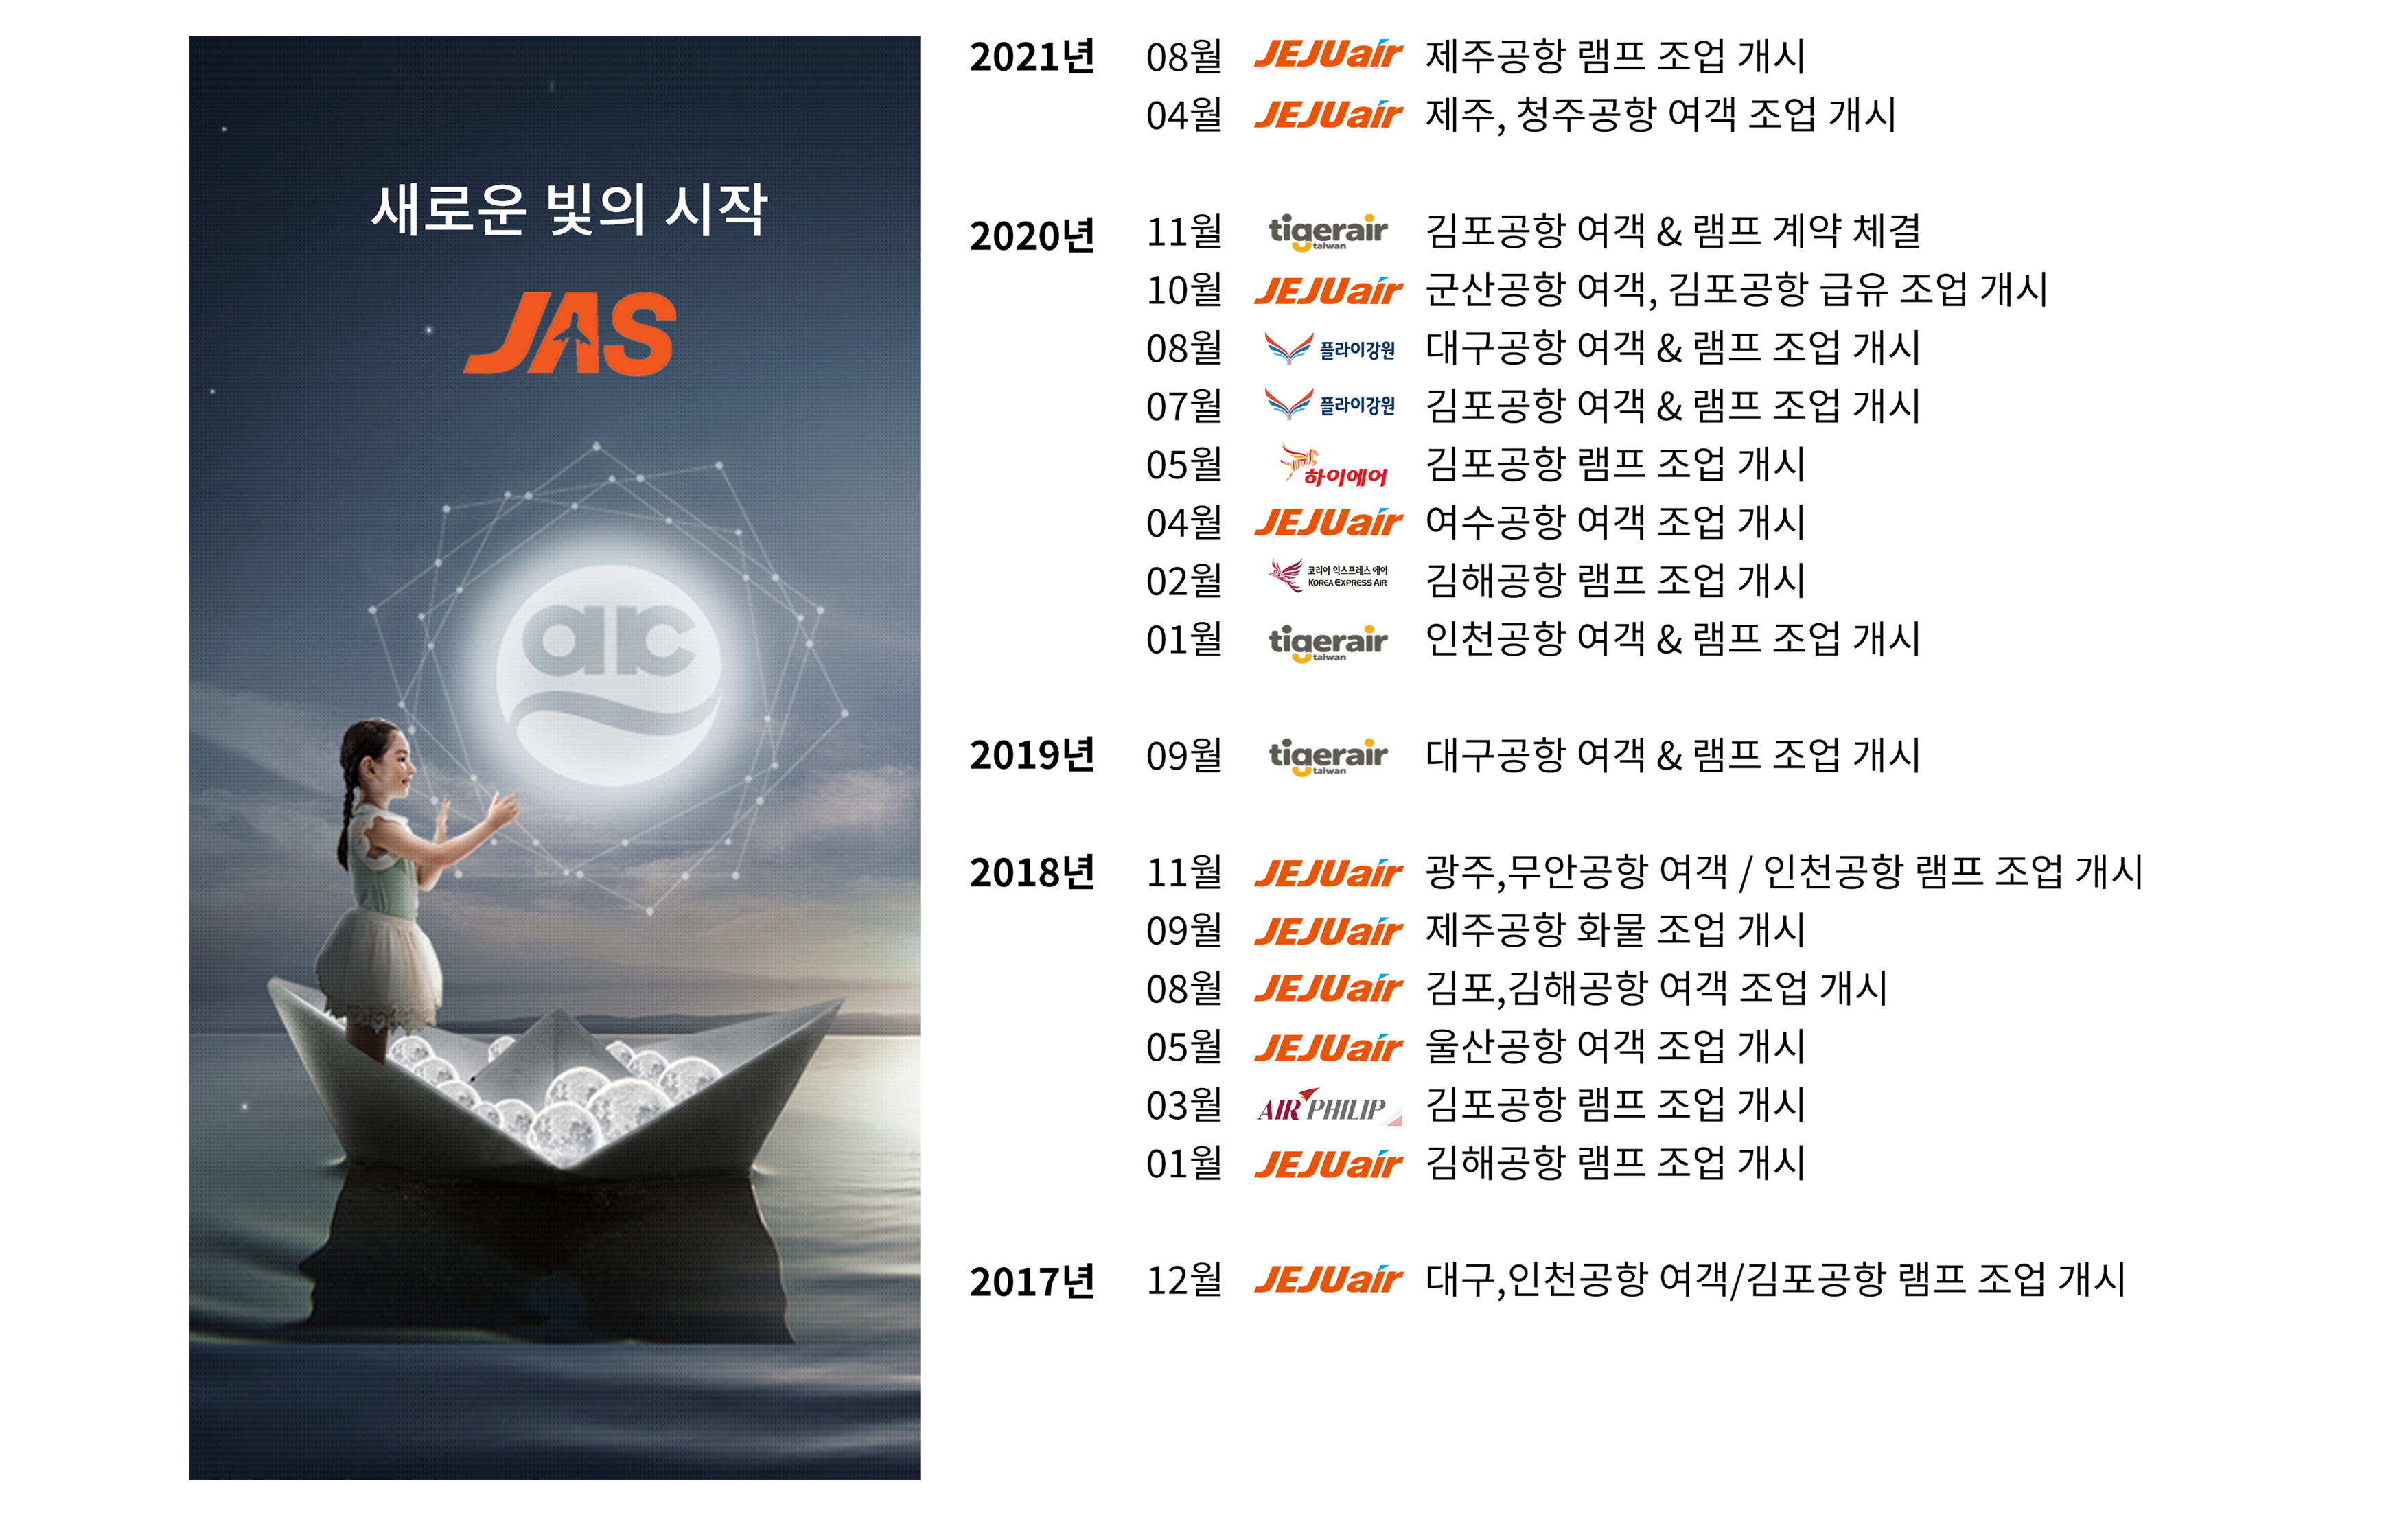 새로운 빛의 시작
JAS
aic
2021년 08월 JEJUair 제주공항 램프 조업 개시
04월 JEJUair 제주, 청주공항 여객 조업 개시
2020년 11월 tigerair taiwan 김포공항 여객 & 램프 계약 체결
10월 JEJUair 군산공항 여객, 김포공항 급유 조업 개시
08월 플라이강원 대구공항 여객 & 램프 조업 개시
07월 플라이강원 김포공항 여객 & 램프 조업 개시
05월 하이에어 김포공항 램프 조업 개시
04월 JEJUair 여수공항 여객 조업 개시
02월 코리아 익스프레스 에어 KOREA EXPRESS AIR 김해공항 램프 조업 개시
01월 tigerair taiwan 인천공항 여객 & 램프 조업 개시
2019년 09월 tigerair taiwan 대구공항 여객 & 램프 조업 개시
2018년 11월 JEJUair 광주,무안공항 여객 / 인천공항 램프 조업 개시
09월 JEJUair 제주공항 화물 조업 개시
08월 JEJUair 김포,김해공항 여객 조업 개시
05월 JEJUair 울산공항 여객 조업 개시
03월 AIR PHILIP 김포공항 램프 조업 개시
01월 JEJUair 김해공항 램프 조업 개시
2017년 12월 JEJUair 대구,인천공항 여객/김포공항 램프 조업 개시